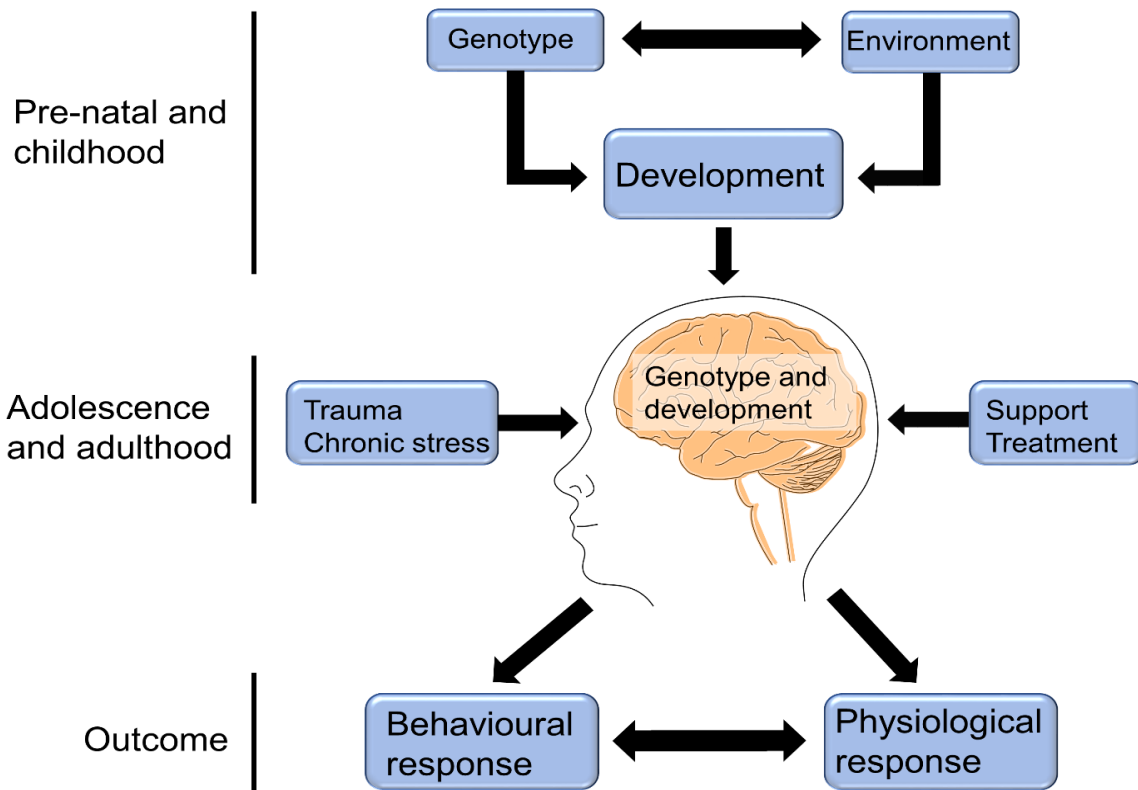 Genotype
Environment
Pre-natal and
childhood
Development
Genotype and
development
Adolescence
and adulthood
Trauma
Chronic stress
Support
Treatment
Outcome
Behavioural
response
Physiological
response